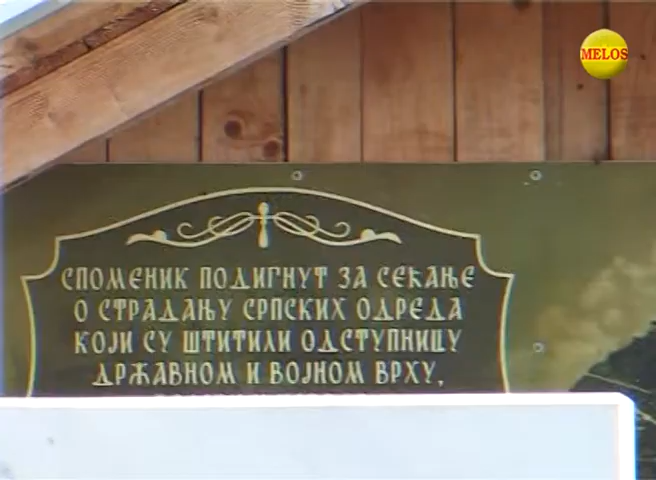 MELOS
СПОМЕНИК ПОДИГНУТ ЗА СЕЋАЊЕ
О СТРАДАЊУ СРПСКИХ ОДРЕДА
КОЈИ СУ ШТИТИЛИ ОДСТУПНИЦУ
ДРЖАВНОМ И ВОЈНОМ ВРХУ,